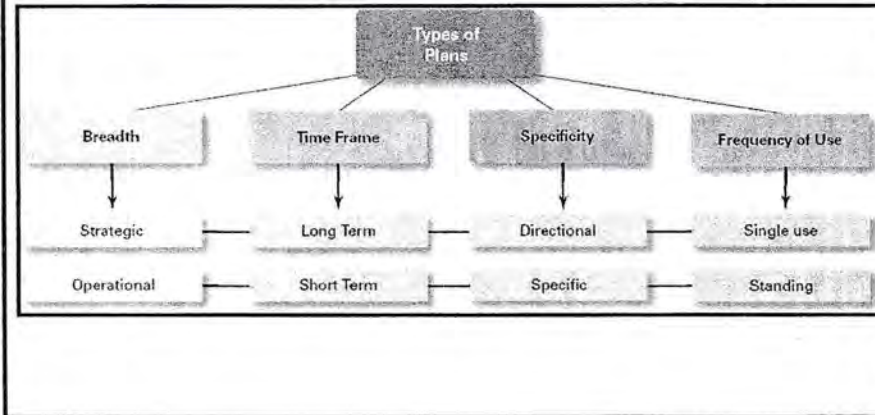 Types of
Plans
Breadth
Time Frame
Specificity
Frequency of Use
Strategic
Long Term
Directional
Single use
Operational
Short Term
Specific
Standing